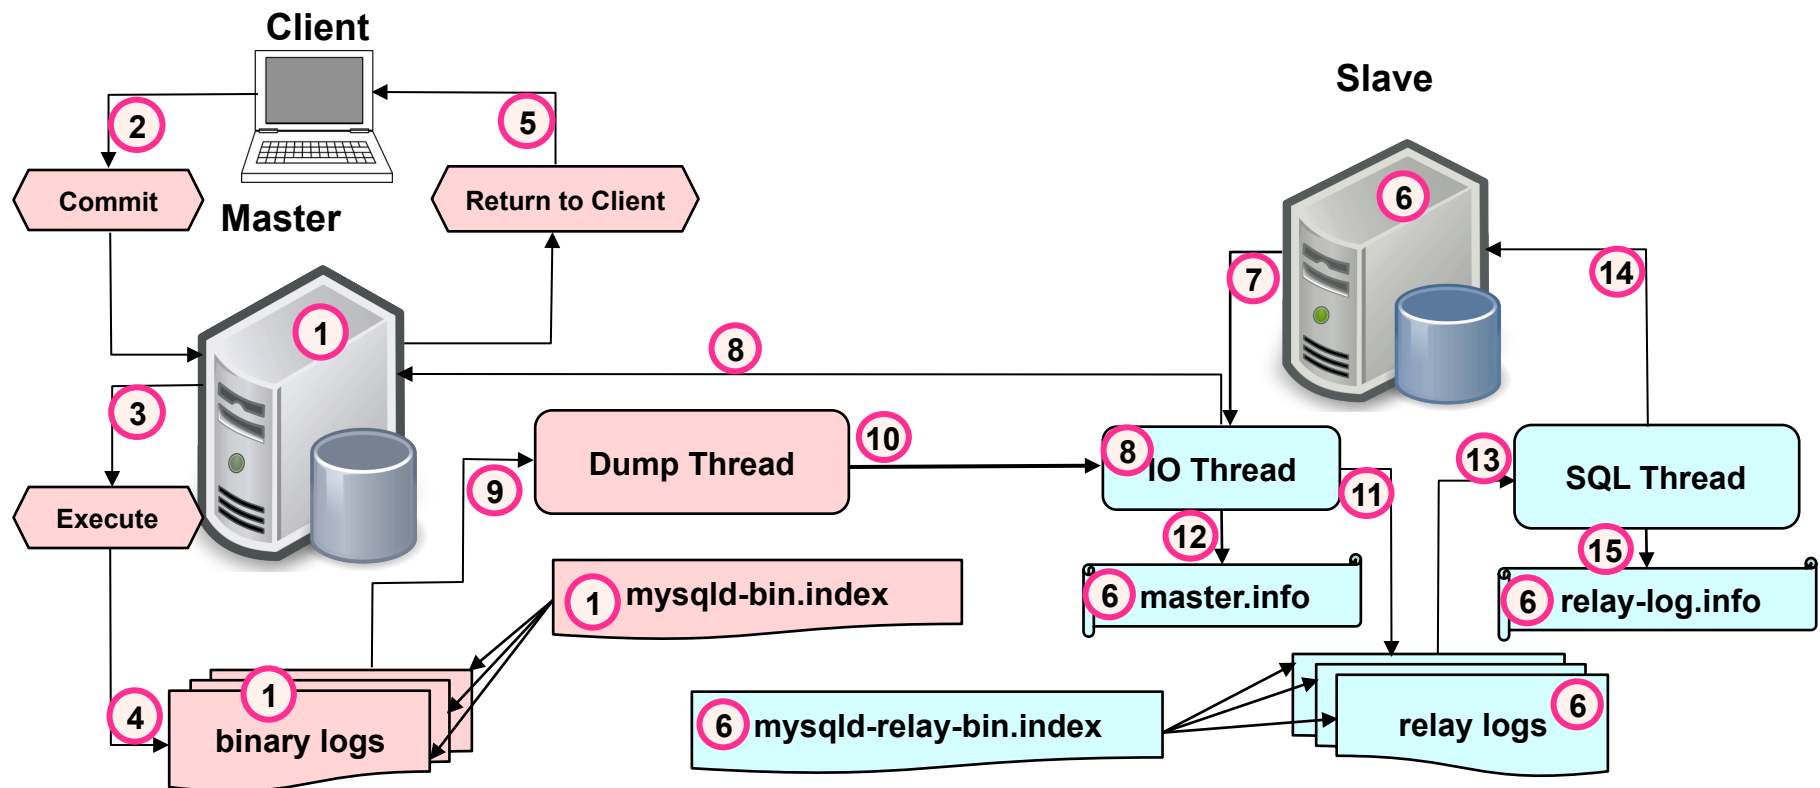 Client
Slave
2
5
Commit
Return to Client
6
Master
7
14
1
8
3
10
8
Dump Thread
IO Thread
13
SQL Thread
9
11
Execute
12
15
1
mysqld-bin.index
6
master.info
6
relay-log.info
1
4
binary logs
6
mysqld-relay-bin.index
6
relay logs